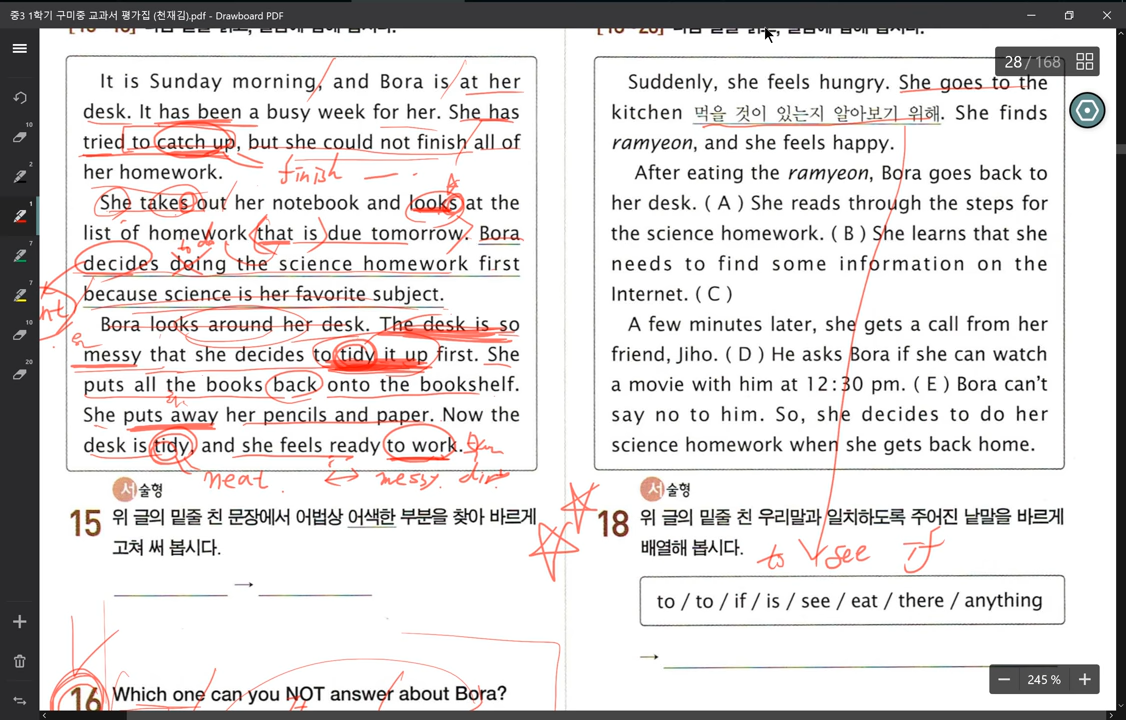 중3 1학기 구미중 교과서 평가집 (천재김).pdf - Drawboard PDF
28 / 168
It is Sunday morning, and Bora is at her
desk. It has been a busy week for her. She has
tried to catch up, but she could not finish all of
her homework.
finish
She takes out her notebook and looks at the
list of homework that is due tomorrow. Bora
to do
decides doing the science homework first
because science is her favorite subject.
Bora looks around her desk. The desk is so
messy that she decides to tidy it up first. She
puts all the books back onto the bookshelf.
She puts away her pencils and paper. Now the
desk is tidy, and she feels ready to work.
neat
messy.
서술형
15 위 글의 밑줄 친 문장에서 어법상 어색한 부분을 찾아 바르게
고쳐 써 봅시다.
→
16 Which one can you NOT answer about Bora?
Suddenly, she feels hungry. She goes to the
kitchen 먹을 것이 있는지 알아보기 위해. She finds
ramyeon, and she feels happy.
After eating the ramyeon, Bora goes back to
her desk. ( A ) She reads through the steps for
the science homework. ( B ) She learns that she
needs to find some information on the
Internet. ( C )
A few minutes later, she gets a call from her
friend, Jiho. ( D ) He asks Bora if she can watch
a movie with him at 12:30 pm. ( E ) Bora can't
say no to him. So, she decides to do her
science homework when she gets back home.
서술형
18 위 글의 밑줄 친 우리말과 일치하도록 주어진 낱말을 바르게
배열해 봅시다.
to see if
to / to / if / is / see / eat / there / anything
→
245 %
10
2
1
7
7
10
20